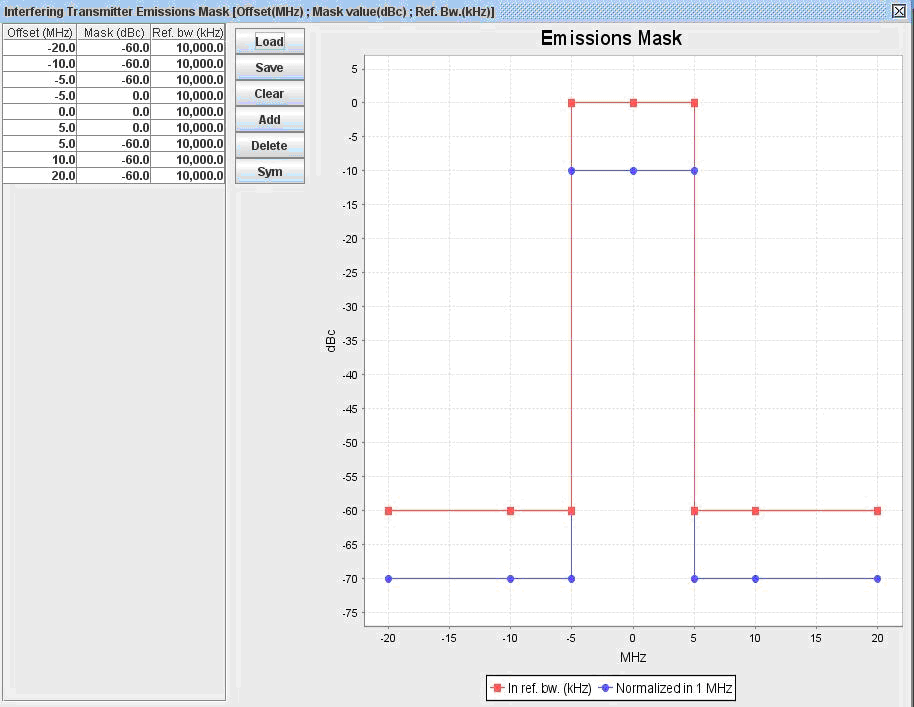 Interfering Transmitter Emissions Mask [Offset(MHz) ; Mask value(dBc) ; Ref. Bw.(kHz)]
Offset (MHz) Mask (dBc) Ref. bw (kHz)
-20.0 -60.0 10,000.0
-10.0 -60.0 10,000.0
-5.0 -60.0 10,000.0
-5.0 0.0 10,000.0
0.0 0.0 10,000.0
5.0 0.0 10,000.0
5.0 -60.0 10,000.0
10.0 -60.0 10,000.0
20.0 -60.0 10,000.0
Load
Save
Clear
Add
Delete
Sym
Emissions Mask
5
0
-5
-10
-15
-20
-25
-30
-35
-40
-45
-50
-55
-60
-65
-70
-75
dBc
-20 -15 -10 -5 0 5 10 15 20
MHz
In ref. bw. (kHz) Normalized in 1 MHz